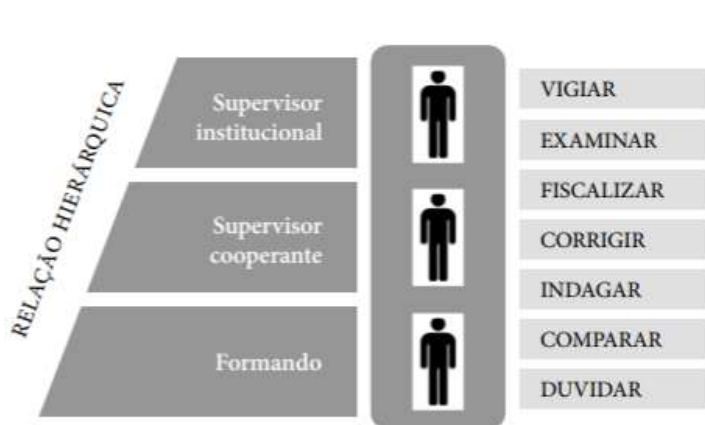 RELAÇÃO HIERÁRQUICA
Supervisor
institucional
Supervisor
cooperante
Formando
VIGIAR
EXAMINAR
FISCALIZAR
CORRIGIR
INDAGAR
COMPARAR
DUVIDAR